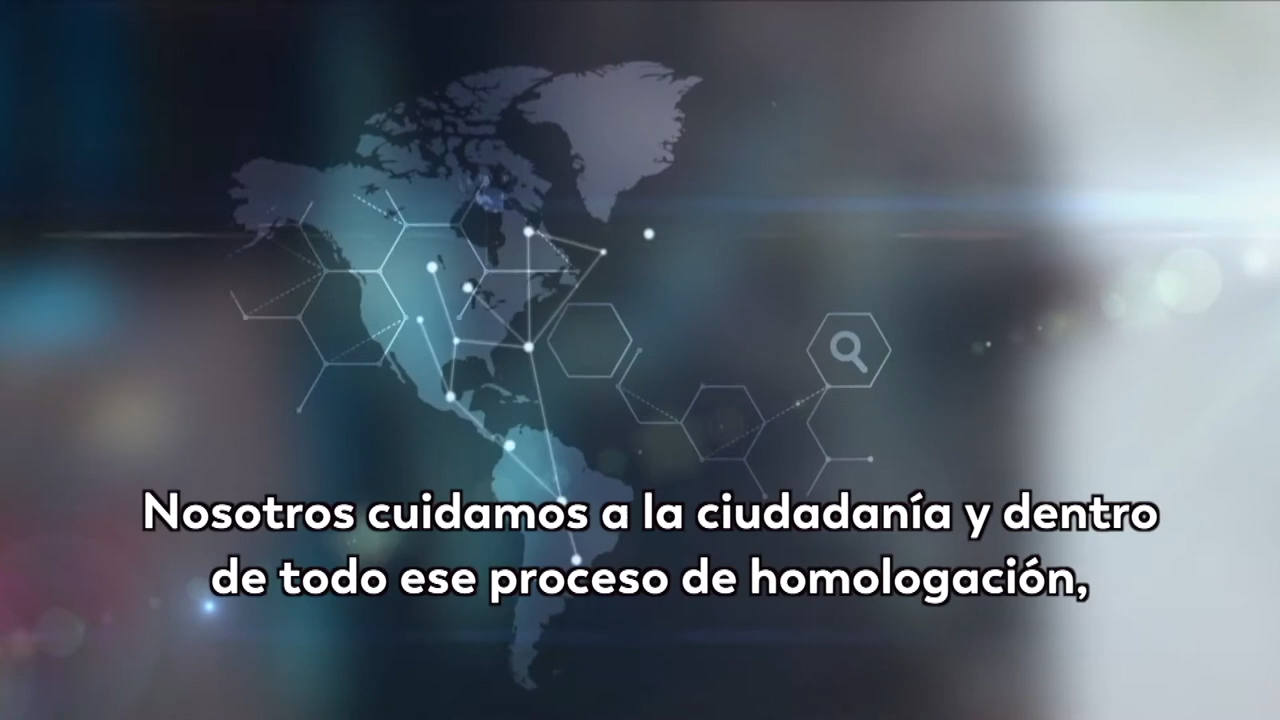 Nosotros cuidamos a la ciudadanía y dentro
de todo ese proceso de homologación,